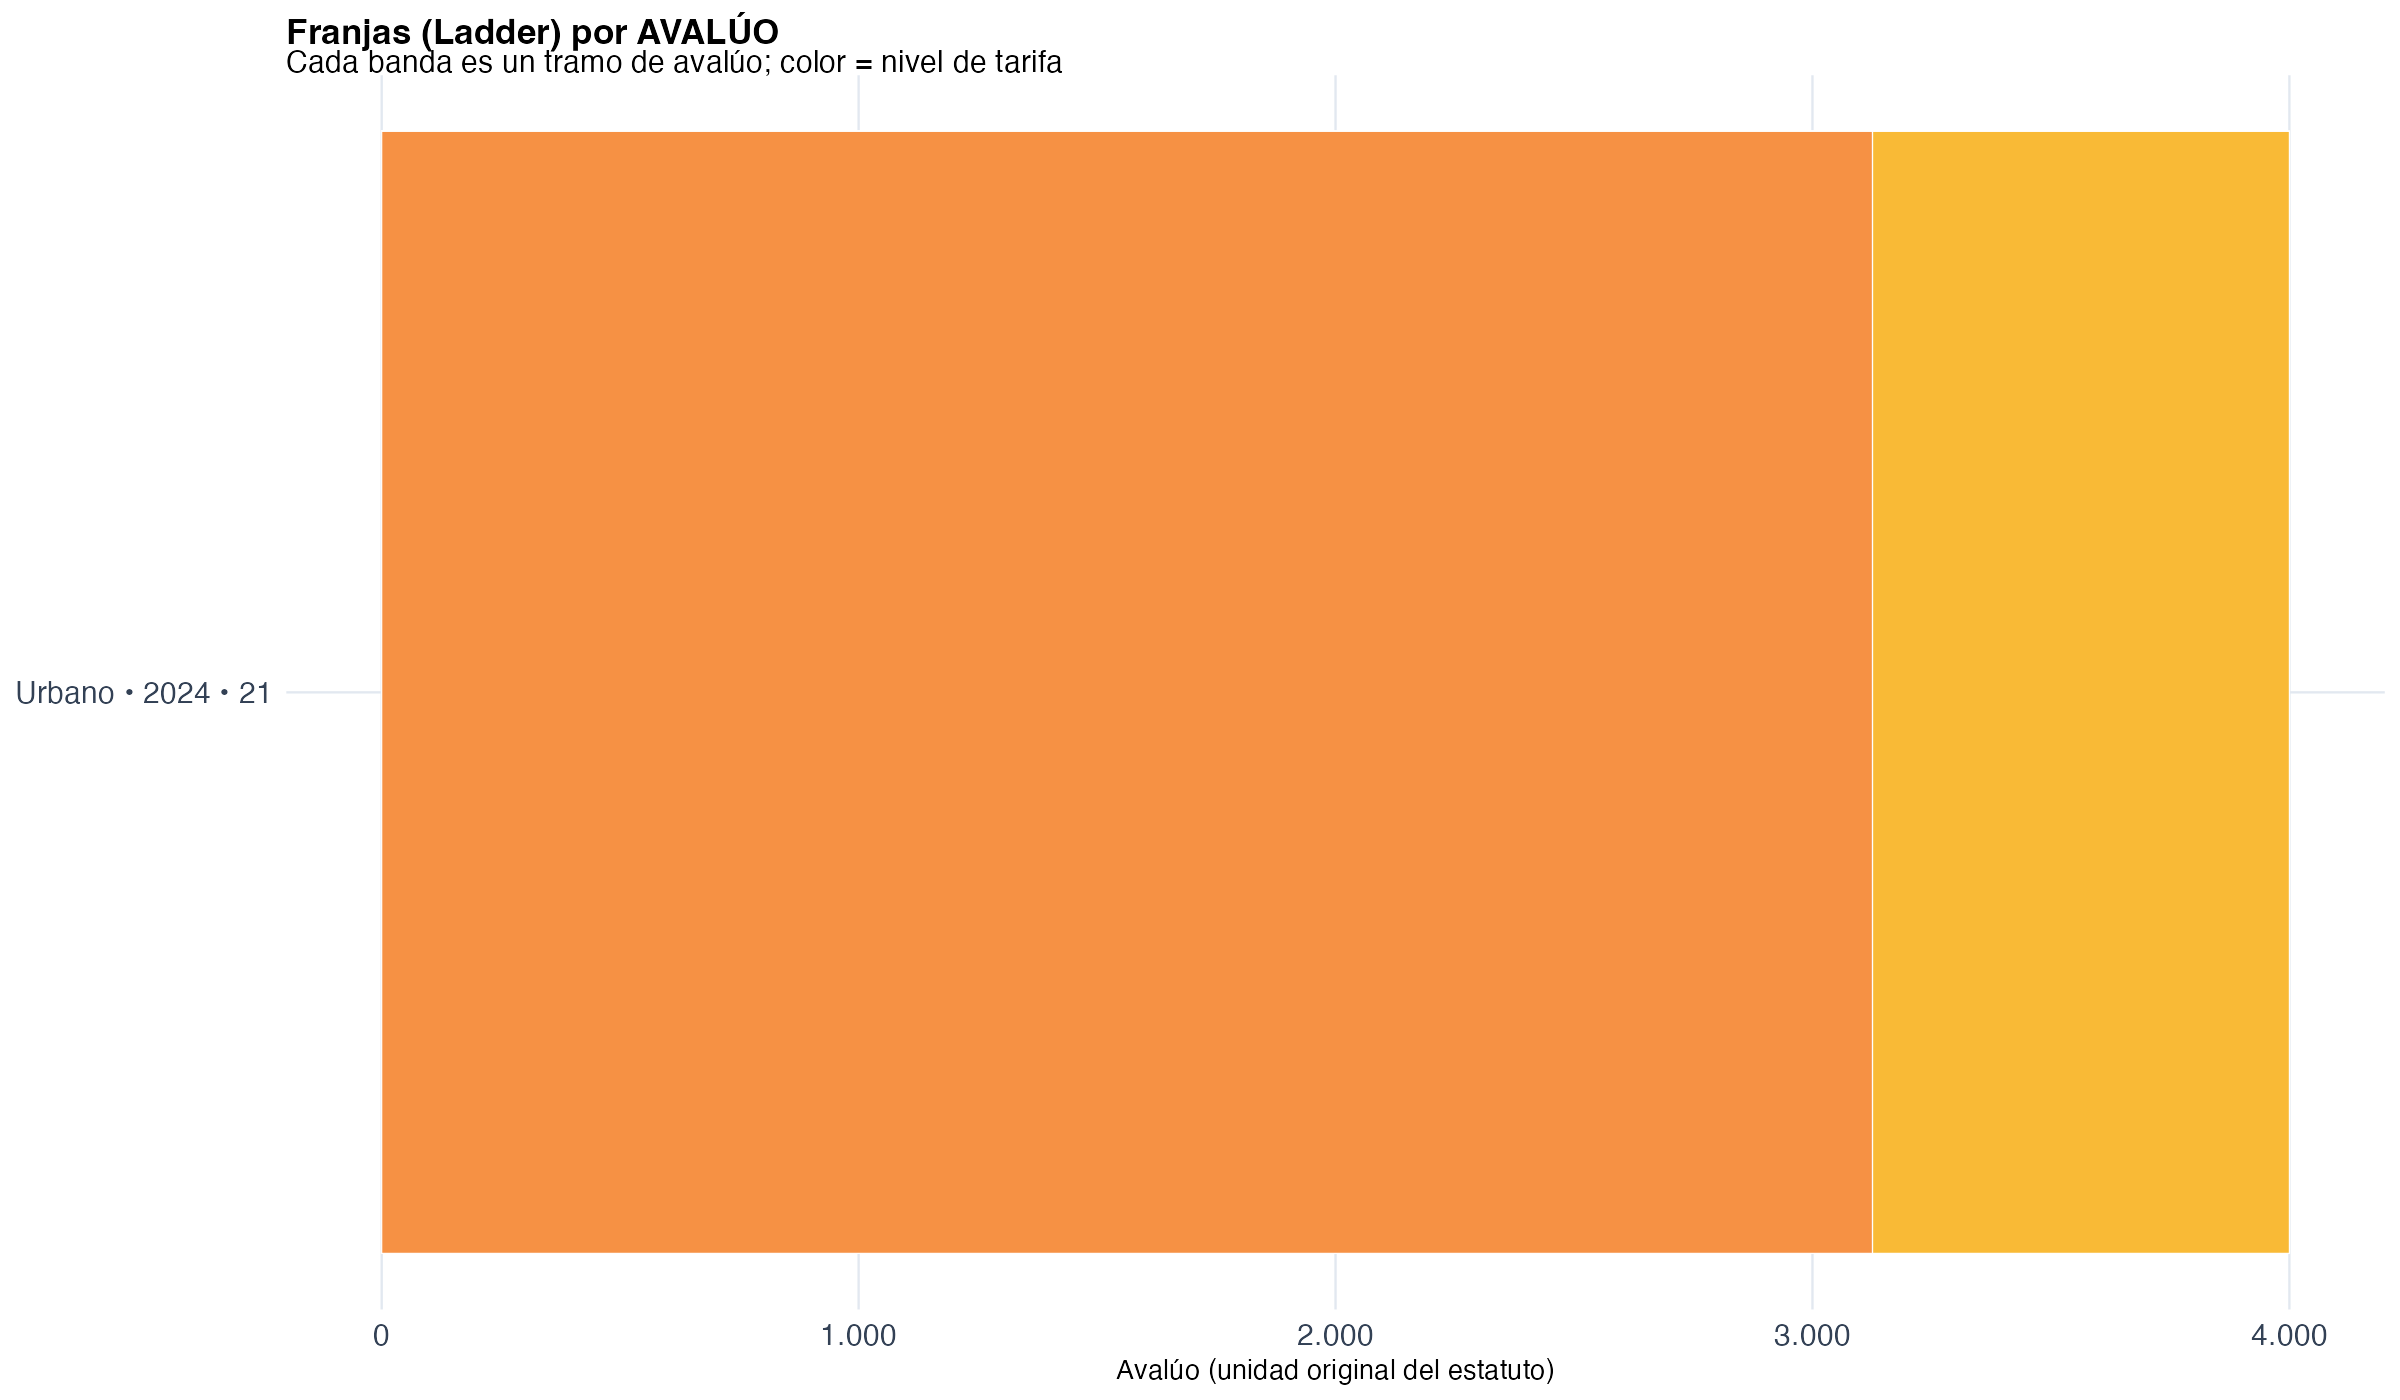 Franjas (Ladder) por AVALÚO
Cada banda es un tramo de avalúo; color = nivel de tarifa
Urbano • 2024 • 21
0 1.000 2.000 3.000 4.000
Avalúo (unidad original del estatuto)